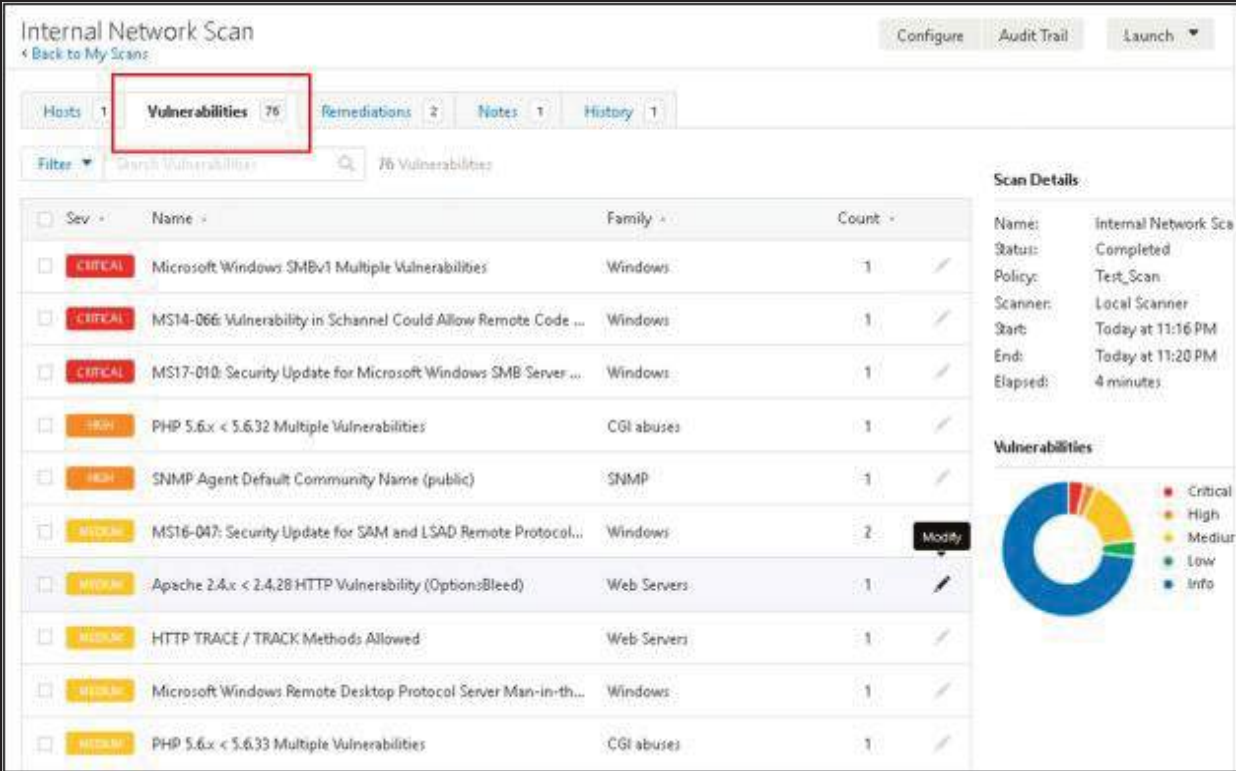 Internal Network Scan
Configure Audit Trail Launch
Back to My Scans
Hosts 1 Vulnerabilities 76 Remediations 2 Notes 1 History 1
Filter Search Vulnerabilities 76 Vulnerabilities
Scan Details
Sev Name Family Count
Name: Internal Network Sca
Status: Completed
Policy: Test_Scan
Scanner: Local Scanner
Start: Today at 11:16 PM
End: Today at 11:20 PM
Elapsed: 4 minutes
CRITICAL Microsoft Windows SMBv1 Multiple Vulnerabilities Windows 1
CRITICAL MS14-066: Vulnerability in Schannel Could Allow Remote Code ... Windows 1
CRITICAL MS17-010: Security Update for Microsoft Windows SMB Server ... Windows 1
HIGH PHP 5.6.x < 5.6.32 Multiple Vulnerabilities CGI abuses 1
HIGH SNMP Agent Default Community Name (public) SNMP 1
MEDIUM MS16-047: Security Update for SAM and LSAD Remote Protocol... Windows 2
Modify
MEDIUM Apache 2.4.x < 2.4.28 HTTP Vulnerability (OptionsBleed) Web Servers 1
MEDIUM HTTP TRACE / TRACK Methods Allowed Web Servers 1
MEDIUM Microsoft Windows Remote Desktop Protocol Server Man-in-th... Windows 1
MEDIUM PHP 5.6.x < 5.6.33 Multiple Vulnerabilities CGI abuses 1
Vulnerabilities
Critical
High
Medium
Low
Info